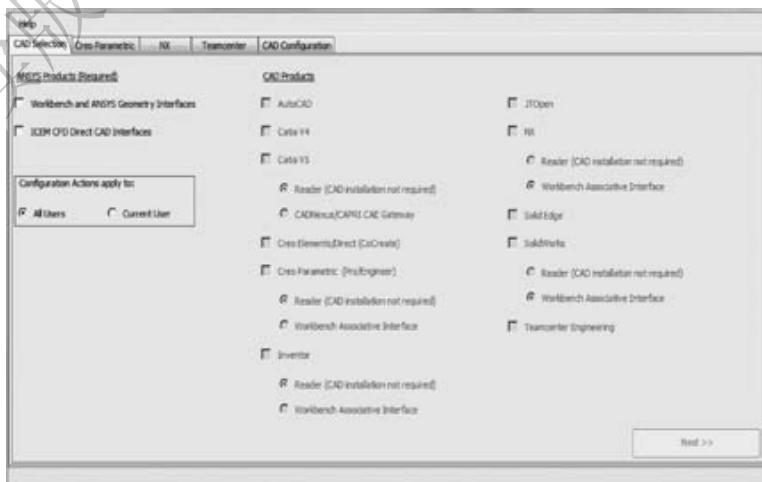 Help
CAD Selection Creo Parametric NX Teamcenter CAD Configuration
ANSYS Products (Required)
Workbench and ANSYS Geometry Interfaces
ICEM CFD Direct CAD Interfaces
Configuration Actions apply to:
All Users Current User
CAD Products
AutoCAD
Catia V4
Catia V5
Reader (CAD installation not required)
CADNexus/CAPRI CAE Gateway
Creo Elements/Direct (CoCreate)
Creo Parametric (Pro/Engineer)
Reader (CAD installation not required)
Workbench Associative Interface
Inventor
Reader (CAD installation not required)
Workbench Associative Interface
JTOpen
NX
Reader (CAD installation not required)
Workbench Associative Interface
Solid Edge
SolidWorks
Reader (CAD installation not required)
Workbench Associative Interface
Teamcenter Engineering
Next >>